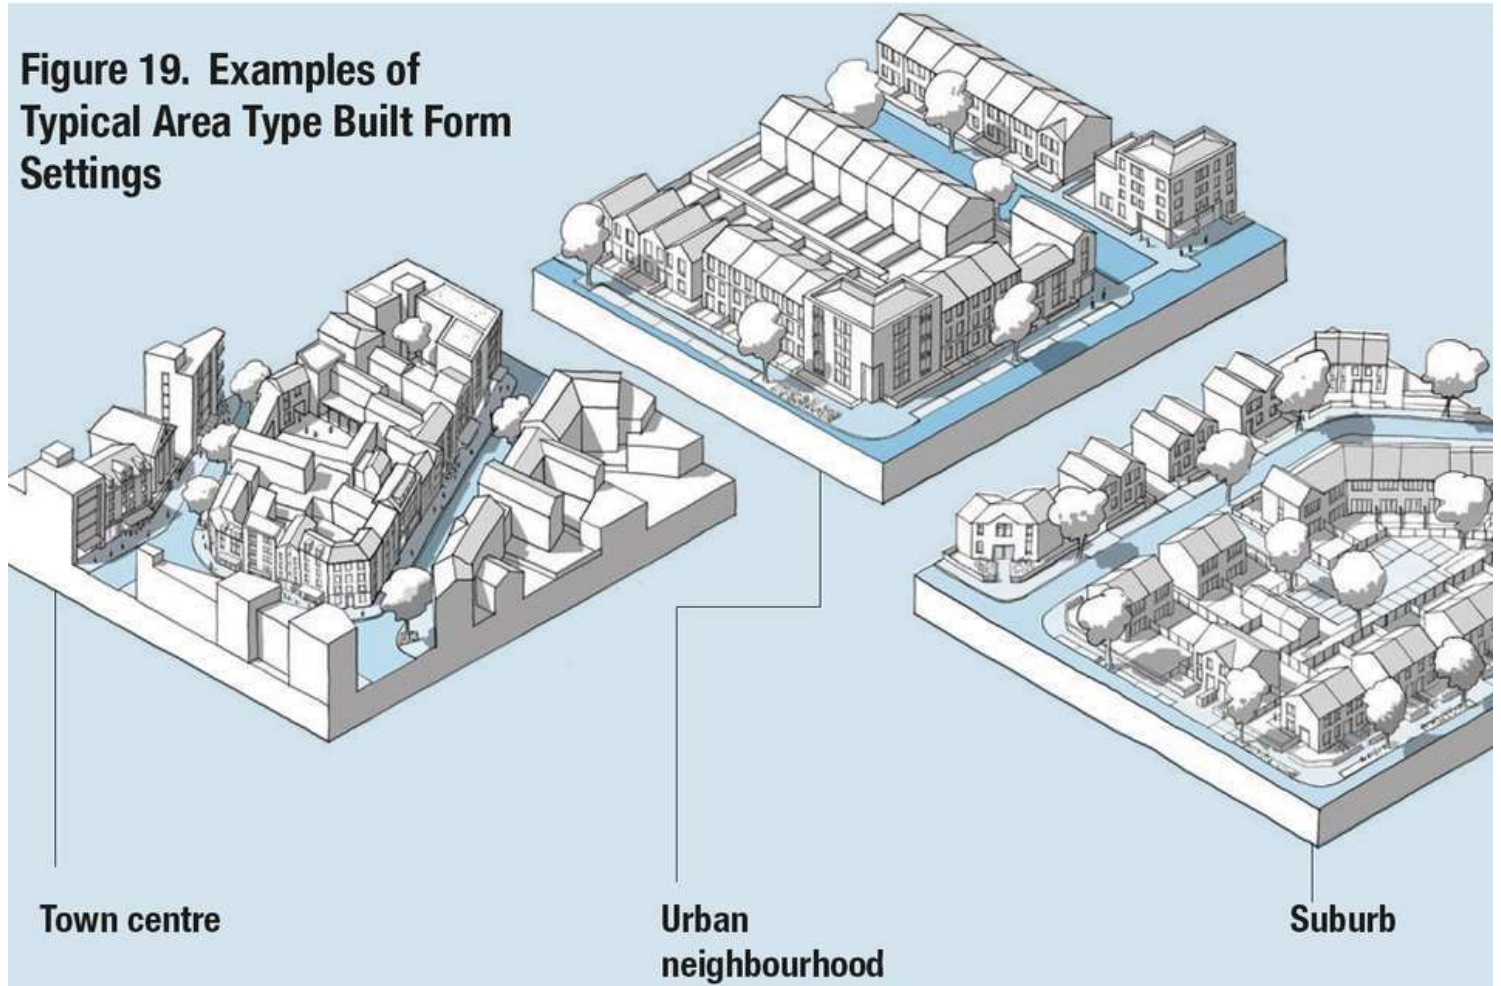 Figure 19. Examples of
Typical Area Type Built Form
Settings
Town centre
Urban
neighbourhood
Suburb